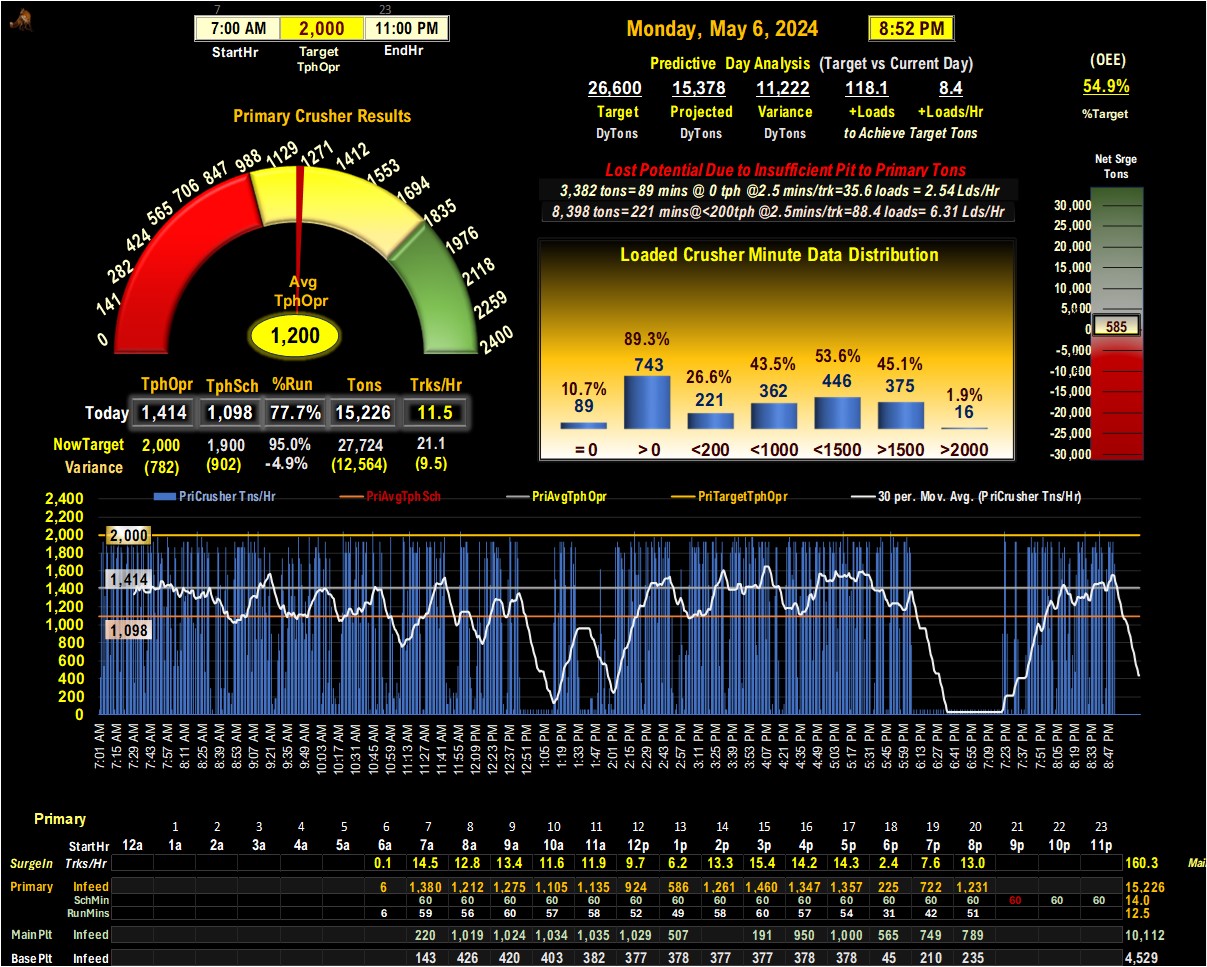 7 23
7:00 AM 2,000 11:00 PM
StartHr Target TphOpr EndHr
Monday, May 6, 2024 8:52 PM
Predictive Day Analysis (Target vs Current Day)
26,600 15,378 11,222 118.1 8.4
Target Projected Variance +Loads +Loads/Hr
DyTons DyTons DyTons to Achieve Target Tons
(OEE)
54.9%
%Target
Primary Crusher Results
0 141 282 424 565 706 847 988 1129 1271 1412 1553 1694 1835 1976 2118 2259 2400
Avg
TphOpr
1,200
Lost Potential Due to Insufficient Pit to Primary Tons
3,382 tons=89 mins @ 0 tph @2.5 mins/trk=35.6 loads = 2.54 Lds/Hr
8,398 tons=221 mins@<200tph @2.5mins/trk=88.4 loads= 6.31 Lds/Hr
Loaded Crusher Minute Data Distribution
10.7% 89.3% 26.6% 43.5% 53.6% 45.1% 1.9%
89 743 221 362 446 375 16
=0 >0 <200 <1000 <1500 >1500 >2000
Net Srge
Tons
30,000
25,000
20,000
15,000
10,000
5,000
0
585
-5,000
-10,000
-15,000
-20,000
-25,000
-30,000
TphOpr TphSch %Run Tons Trks/Hr
Today 1,414 1,098 77.7% 15,226 11.5
NowTarget 2,000 1,900 95.0% 27,724 21.1
Variance (782) (902) -4.9% (12,564) (9.5)
PriCrusher Tns/Hr PriAvgTphSch PriAvgTphOpr PriTargetTphOpr 30 per. Mov. Avg. (PriCrusher Tns/Hr)
2,400
2,200
2,000
1,800
1,600
1,400
1,200
1,000
800
600
400
200
0
2,000
1,414
1,098
7:01 AM 7:15 AM 7:29 AM 7:43 AM 7:57 AM 8:11 AM 8:25 AM 8:39 AM 8:53 AM 9:07 AM 9:21 AM 9:35 AM 9:49 AM 10:03 AM 10:17 AM 10:31 AM 10:45 AM 10:59 AM 11:13 AM 11:27 AM 11:41 AM 11:55 AM 12:09 PM 12:23 PM 12:37 PM 12:51 PM 1:05 PM 1:19 PM 1:33 PM 1:47 PM 2:01 PM 2:15 PM 2:29 PM 2:43 PM 2:57 PM 3:11 PM 3:25 PM 3:39 PM 3:53 PM 4:07 PM 4:21 PM 4:35 PM 4:49 PM 5:03 PM 5:17 PM 5:31 PM 5:45 PM 5:59 PM 6:13 PM 6:27 PM 6:41 PM 6:55 PM 7:09 PM 7:23 PM 7:37 PM 7:51 PM 8:05 PM 8:19 PM 8:33 PM 8:47 PM
Primary
1 2 3 4 5 6 7 8 9 10 11 12 13 14 15 16 17 18 19 20 21 22 23
StartHr 12a 1a 2a 3a 4a 5a 6a 7a 8a 9a 10a 11a 12p 1p 2p 3p 4p 5p 6p 7p 8p 9p 10p 11p
SurgeIn Trks/Hr 0.1 14.5 12.8 13.4 11.6 11.9 9.7 6.2 13.3 15.4 14.2 14.3 2.4 7.6 13.0 160.3
Primary Infeed 6 1,380 1,212 1,275 1,105 1,135 924 586 1,261 1,460 1,347 1,357 225 722 1,231 15,226
SchMin 60 60 60 60 60 60 60 60 60 60 60 60 60 60 60 60 60 14.0
RunMins 6 59 56 60 57 58 52 49 58 60 57 54 31 42 51 12.5
MainPlt Infeed 220 1,019 1,024 1,034 1,035 1,029 507 191 950 1,000 565 749 789 10,112
BasePlt Infeed 143 426 420 403 382 377 378 377 377 378 378 45 210 235 4,529